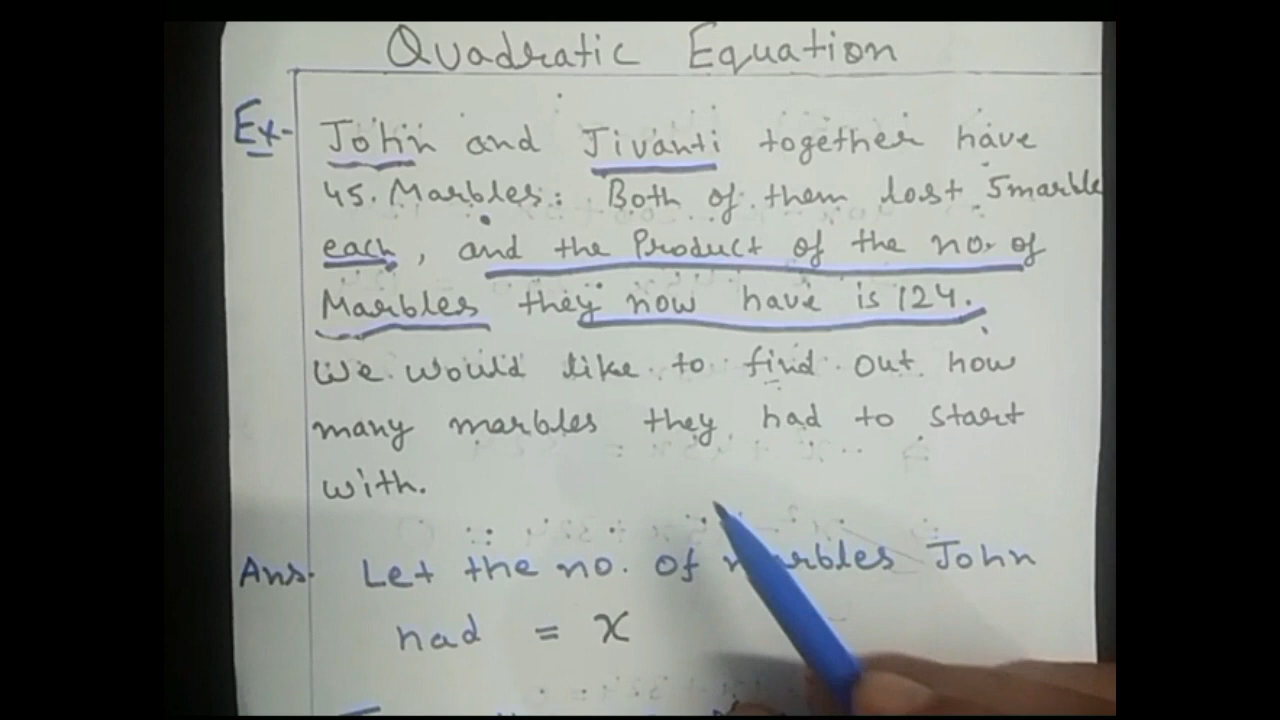 Quadratic Equation
Ex- John and Jivanti together have
45. Marbles. Both of them lost 5marble
each, and the Product of the no. of
Marbles they now have is 124.
We would like to find out how
many marbles they had to start
with.
Ans. Let the no. of marbles John
had = x